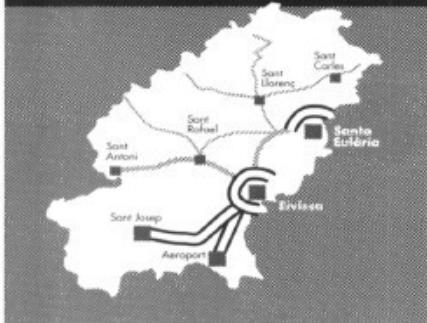 Sant
Carles
Sant
Llorenç
Sant
Rafael
Santa
Eulària
Sant
Antoni
Eivissa
Sant Josep
Aeroport